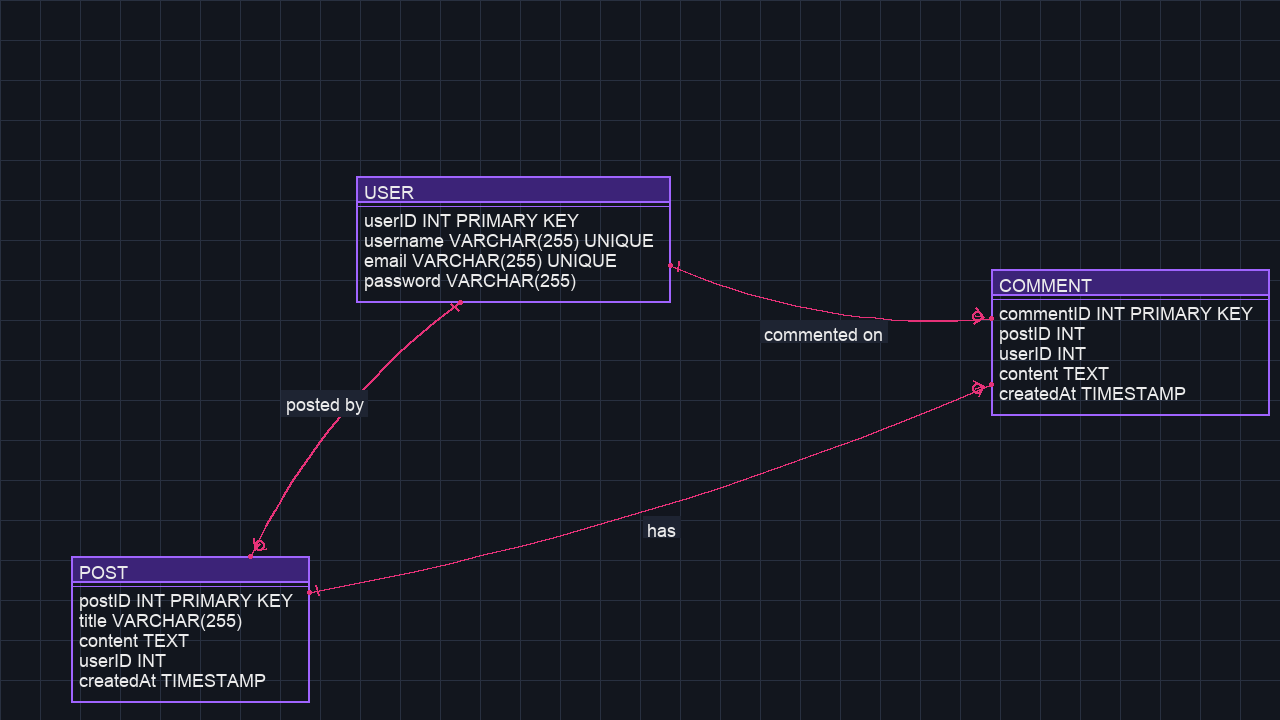 USER
userID INT PRIMARY KEY
username VARCHAR(255) UNIQUE
email VARCHAR(255) UNIQUE
password VARCHAR(255)
COMMENT
commentID INT PRIMARY KEY
postID INT
userID INT
content TEXT
createdAt TIMESTAMP
commented on
posted by
has
POST
postID INT PRIMARY KEY
title VARCHAR(255)
content TEXT
userID INT
createdAt TIMESTAMP